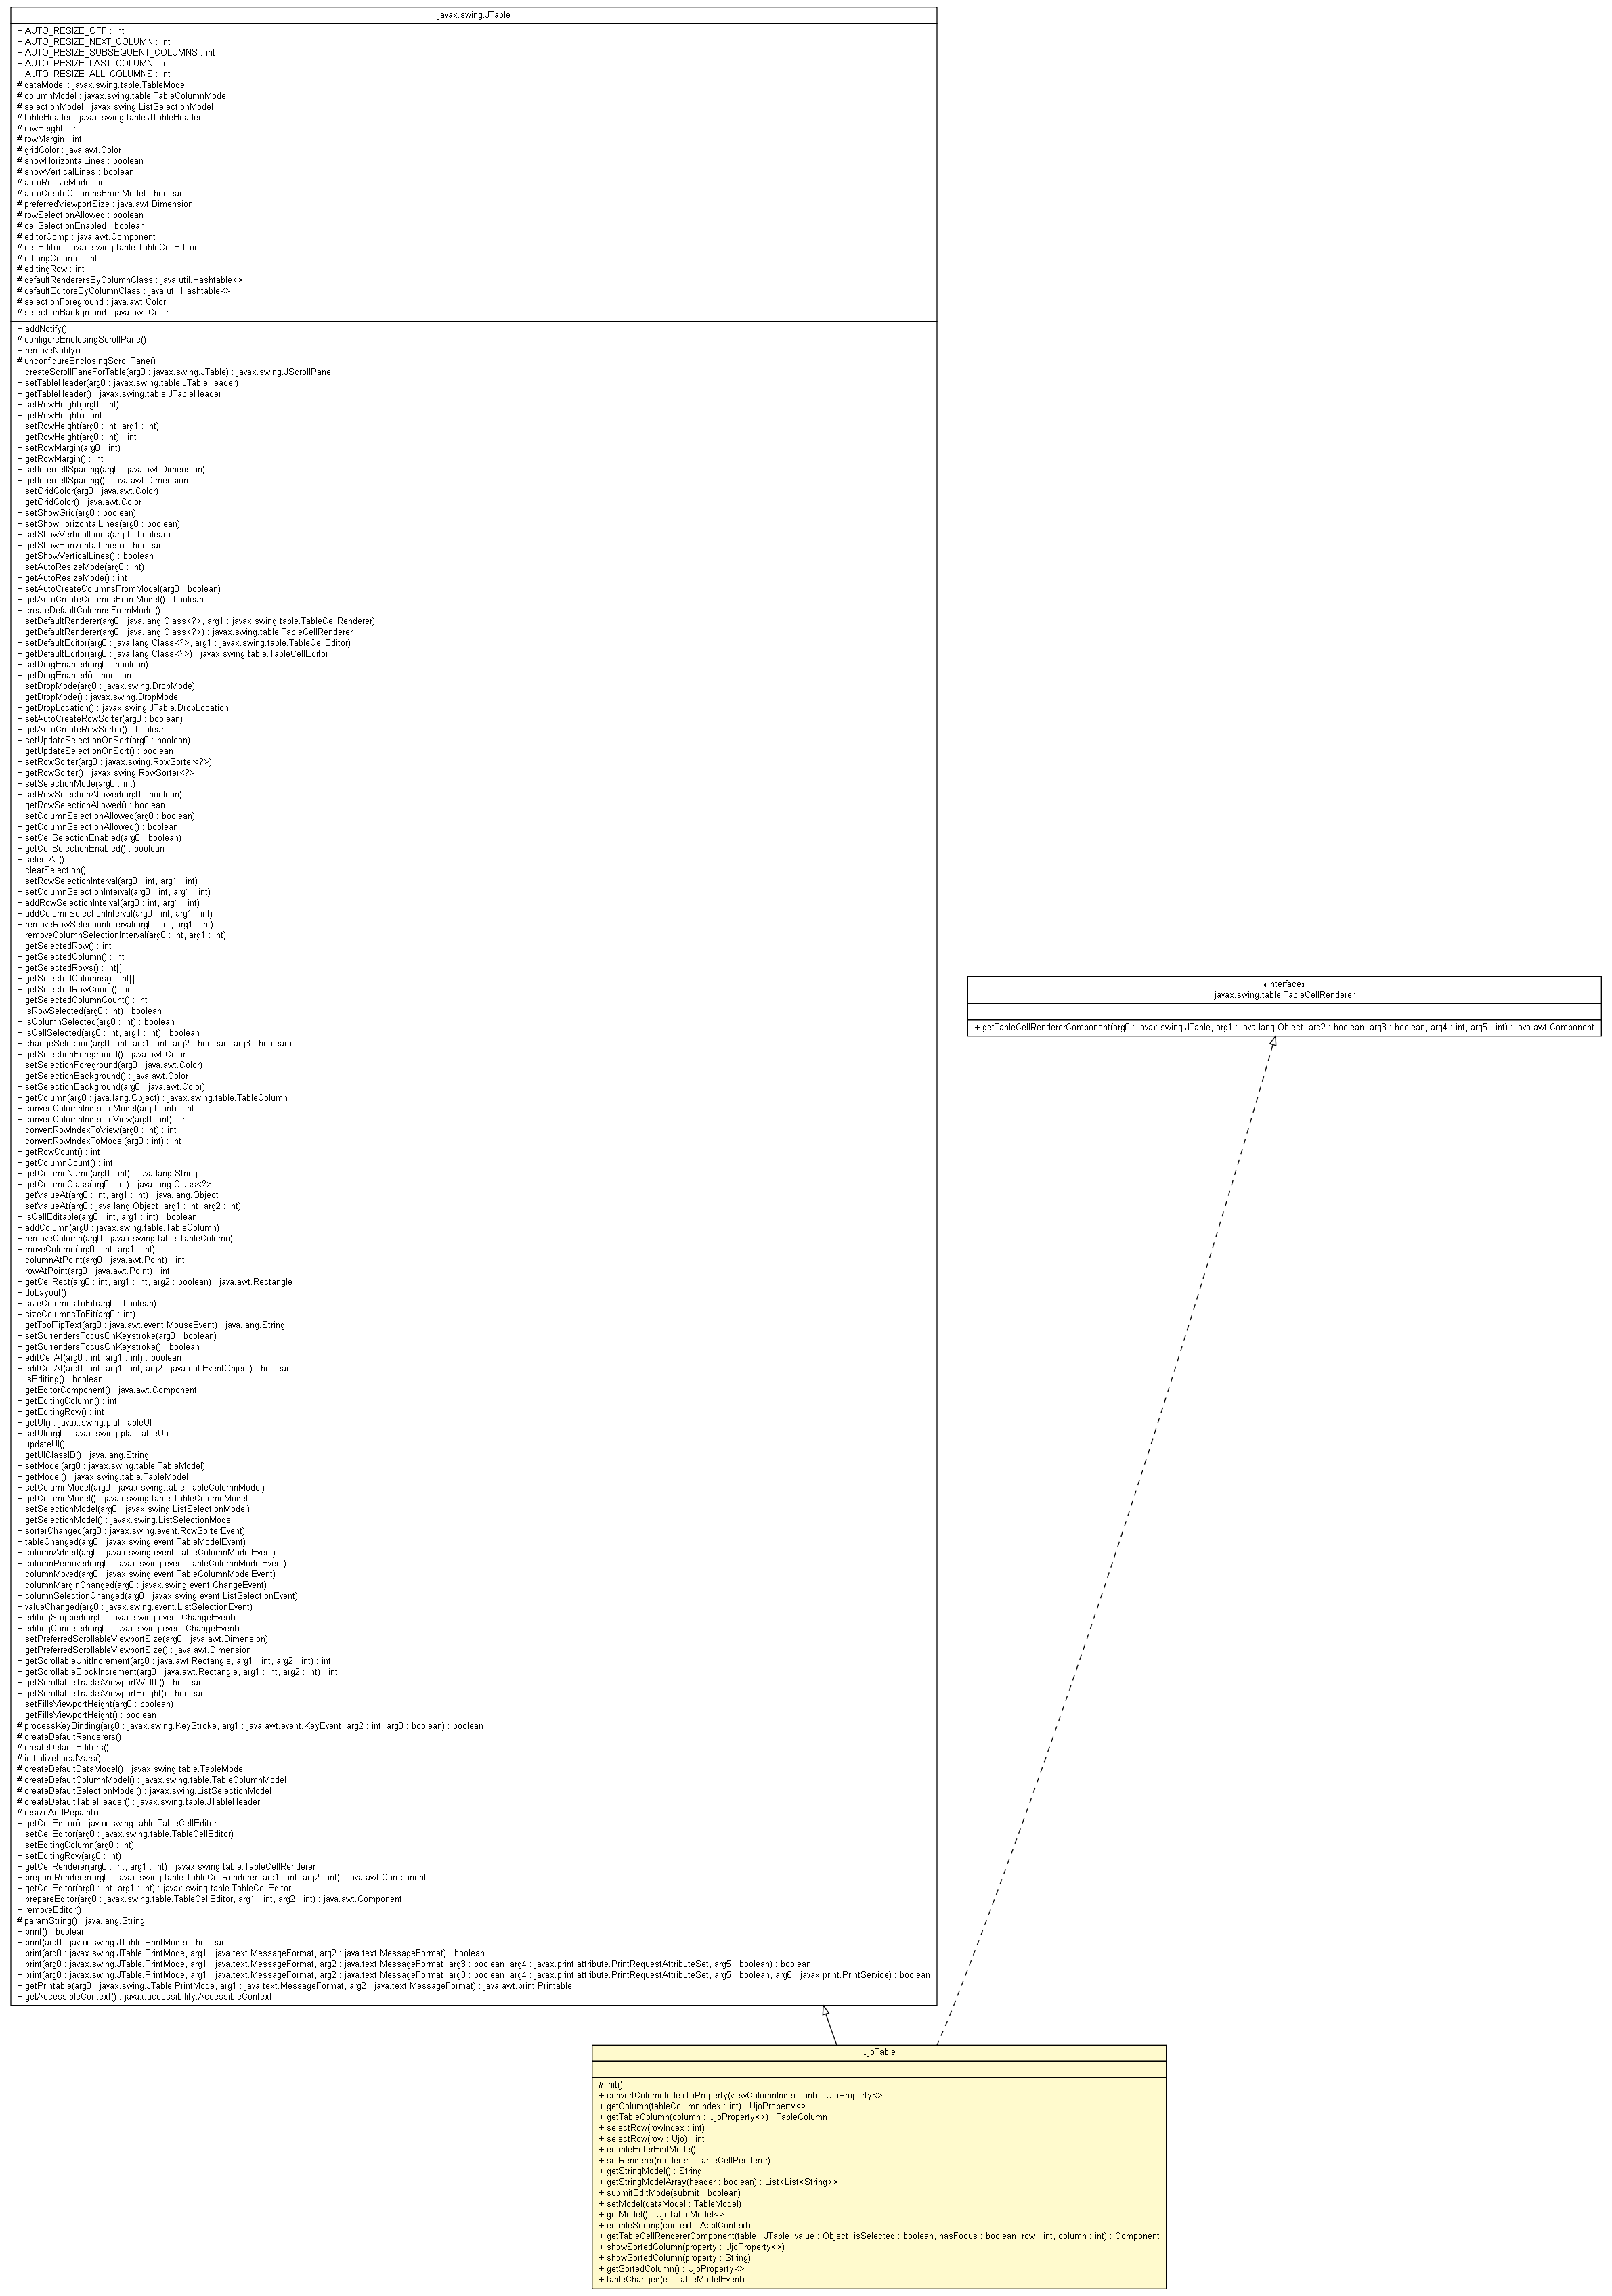 javax.swing.JTable
+ AUTO_RESIZE_OFF : int
+ AUTO_RESIZE_NEXT_COLUMN : int
+ AUTO_RESIZE_SUBSEQUENT_COLUMNS : int
+ AUTO_RESIZE_LAST_COLUMN : int
+ AUTO_RESIZE_ALL_COLUMNS : int
# dataModel : javax.swing.table.TableModel
# columnModel : javax.swing.table.TableColumnModel
# selectionModel : javax.swing.ListSelectionModel
# tableHeader : javax.swing.table.JTableHeader
# rowHeight : int
# rowMargin : int
# gridColor : java.awt.Color
# showHorizontalLines : boolean
# showVerticalLines : boolean
# autoResizeMode : int
# autoCreateColumnsFromModel : boolean
# preferredViewportSize : java.awt.Dimension
# rowSelectionAllowed : boolean
# cellSelectionEnabled : boolean
# editorComp : java.awt.Component
# cellEditor : javax.swing.table.TableCellEditor
# editingColumn : int
# editingRow : int
# defaultRenderersByColumnClass : java.util.Hashtable<>
# defaultEditorsByColumnClass : java.util.Hashtable<>
# selectionForeground : java.awt.Color
# selectionBackground : java.awt.Color
+ addNotify()
# configureEnclosingScrollPane()
+ removeNotify()
# unconfigureEnclosingScrollPane()
+ createScrollPaneForTable(arg0 : javax.swing.JTable) : javax.swing.JScrollPane
+ setTableHeader(arg0 : javax.swing.table.JTableHeader)
+ getTableHeader() : javax.swing.table.JTableHeader
+ setRowHeight(arg0 : int)
+ getRowHeight() : int
+ setRowHeight(arg0 : int, arg1 : int)
+ getRowHeight(arg0 : int) : int
+ setRowMargin(arg0 : int)
+ getRowMargin() : int
+ setIntercellSpacing(arg0 : java.awt.Dimension)
+ getIntercellSpacing() : java.awt.Dimension
+ setGridColor(arg0 : java.awt.Color)
+ getGridColor() : java.awt.Color
+ setShowGrid(arg0 : boolean)
+ setShowHorizontalLines(arg0 : boolean)
+ setShowVerticalLines(arg0 : boolean)
+ getShowHorizontalLines() : boolean
+ getShowVerticalLines() : boolean
+ setAutoResizeMode(arg0 : int)
+ getAutoResizeMode() : int
+ setAutoCreateColumnsFromModel(arg0 : boolean)
+ getAutoCreateColumnsFromModel() : boolean
+ createDefaultColumnsFromModel()
+ setDefaultRenderer(arg0 : java.lang.Class<?>, arg1 : javax.swing.table.TableCellRenderer)
+ getDefaultRenderer(arg0 : java.lang.Class<?>) : javax.swing.table.TableCellRenderer
+ setDefaultEditor(arg0 : java.lang.Class<?>, arg1 : javax.swing.table.TableCellEditor)
+ getDefaultEditor(arg0 : java.lang.Class<?>) : javax.swing.table.TableCellEditor
+ setDragEnabled(arg0 : boolean)
+ getDragEnabled() : boolean
+ setDropMode(arg0 : javax.swing.DropMode)
+ getDropMode() : javax.swing.DropMode
+ getDropLocation() : javax.swing.JTable.DropLocation
+ setAutoCreateRowSorter(arg0 : boolean)
+ getAutoCreateRowSorter() : boolean
+ setUpdateSelectionOnSort(arg0 : boolean)
+ getUpdateSelectionOnSort() : boolean
+ setRowSorter(arg0 : javax.swing.RowSorter<?>)
+ getRowSorter() : javax.swing.RowSorter<?>
+ setSelectionMode(arg0 : int)
+ setRowSelectionAllowed(arg0 : boolean)
+ getRowSelectionAllowed() : boolean
+ setColumnSelectionAllowed(arg0 : boolean)
+ getColumnSelectionAllowed() : boolean
+ setCellSelectionEnabled(arg0 : boolean)
+ getCellSelectionEnabled() : boolean
+ selectAll()
+ clearSelection()
+ setRowSelectionInterval(arg0 : int, arg1 : int)
+ setColumnSelectionInterval(arg0 : int, arg1 : int)
+ addRowSelectionInterval(arg0 : int, arg1 : int)
+ addColumnSelectionInterval(arg0 : int, arg1 : int)
+ removeRowSelectionInterval(arg0 : int, arg1 : int)
+ removeColumnSelectionInterval(arg0 : int, arg1 : int)
+ getSelectedRow() : int
+ getSelectedColumn() : int
+ getSelectedRows() : int[]
+ getSelectedColumns() : int[]
+ getSelectedRowCount() : int
+ getSelectedColumnCount() : int
+ isRowSelected(arg0 : int) : boolean
+ isColumnSelected(arg0 : int) : boolean
+ isCellSelected(arg0 : int, arg1 : int) : boolean
+ changeSelection(arg0 : int, arg1 : int, arg2 : boolean, arg3 : boolean)
+ getSelectionForeground() : java.awt.Color
+ setSelectionForeground(arg0 : java.awt.Color)
+ getSelectionBackground() : java.awt.Color
+ setSelectionBackground(arg0 : java.awt.Color)
+ getColumn(arg0 : java.lang.Object) : javax.swing.table.TableColumn
+ convertColumnIndexToModel(arg0 : int) : int
+ convertColumnIndexToView(arg0 : int) : int
+ convertRowIndexToView(arg0 : int) : int
+ convertRowIndexToModel(arg0 : int) : int
+ getRowCount() : int
+ getColumnCount() : int
+ getColumnName(arg0 : int) : java.lang.String
+ getColumnClass(arg0 : int) : java.lang.Class<?>
+ getValueAt(arg0 : int, arg1 : int) : java.lang.Object
+ setValueAt(arg0 : java.lang.Object, arg1 : int, arg2 : int)
+ isCellEditable(arg0 : int, arg1 : int) : boolean
+ addColumn(arg0 : javax.swing.table.TableColumn)
+ removeColumn(arg0 : javax.swing.table.TableColumn)
+ moveColumn(arg0 : int, arg1 : int)
+ columnAtPoint(arg0 : java.awt.Point) : int
+ rowAtPoint(arg0 : java.awt.Point) : int
+ getCellRect(arg0 : int, arg1 : int, arg2 : boolean) : java.awt.Rectangle
+ doLayout()
+ sizeColumnsToFit(arg0 : boolean)
+ sizeColumnsToFit(arg0 : int)
+ getToolTipText(arg0 : java.awt.event.MouseEvent) : java.lang.String
+ setSurrendersFocusOnKeystroke(arg0 : boolean)
+ getSurrendersFocusOnKeystroke() : boolean
+ editCellAt(arg0 : int, arg1 : int) : boolean
+ editCellAt(arg0 : int, arg1 : int, arg2 : java.util.EventObject) : boolean
+ isEditing() : boolean
+ getEditorComponent() : java.awt.Component
+ getEditingColumn() : int
+ getEditingRow() : int
+ getUI() : javax.swing.plaf.TableUI
+ setUI(arg0 : javax.swing.plaf.TableUI)
+ updateUI()
+ getUIClassID() : java.lang.String
+ setModel(arg0 : javax.swing.table.TableModel)
+ getModel() : javax.swing.table.TableModel
+ setColumnModel(arg0 : javax.swing.table.TableColumnModel)
+ getColumnModel() : javax.swing.table.TableColumnModel
+ setSelectionModel(arg0 : javax.swing.ListSelectionModel)
+ getSelectionModel() : javax.swing.ListSelectionModel
+ sorterChanged(arg0 : javax.swing.event.RowSorterEvent)
+ tableChanged(arg0 : javax.swing.event.TableModelEvent)
+ columnAdded(arg0 : javax.swing.event.TableColumnModelEvent)
+ columnRemoved(arg0 : javax.swing.event.TableColumnModelEvent)
+ columnMoved(arg0 : javax.swing.event.TableColumnModelEvent)
+ columnMarginChanged(arg0 : javax.swing.event.ChangeEvent)
+ columnSelectionChanged(arg0 : javax.swing.event.ListSelectionEvent)
+ valueChanged(arg0 : javax.swing.event.ListSelectionEvent)
+ editingStopped(arg0 : javax.swing.event.ChangeEvent)
+ editingCanceled(arg0 : javax.swing.event.ChangeEvent)
+ setPreferredScrollableViewportSize(arg0 : java.awt.Dimension)
+ getPreferredScrollableViewportSize() : java.awt.Dimension
+ getScrollableUnitIncrement(arg0 : java.awt.Rectangle, arg1 : int, arg2 : int) : int
+ getScrollableBlockIncrement(arg0 : java.awt.Rectangle, arg1 : int, arg2 : int) : int
+ getScrollableTracksViewportWidth() : boolean
+ getScrollableTracksViewportHeight() : boolean
+ setFillsViewportHeight(arg0 : boolean)
+ getFillsViewportHeight() : boolean
# processKeyBinding(arg0 : javax.swing.KeyStroke, arg1 : java.awt.event.KeyEvent, arg2 : int, arg3 : boolean) : boolean
# createDefaultRenderers()
# createDefaultEditors()
# initializeLocalVars()
# createDefaultDataModel() : javax.swing.table.TableModel
# createDefaultColumnModel() : javax.swing.table.TableColumnModel
# createDefaultSelectionModel() : javax.swing.ListSelectionModel
# createDefaultTableHeader() : javax.swing.table.JTableHeader
# resizeAndRepaint()
+ getCellEditor() : javax.swing.table.TableCellEditor
+ setCellEditor(arg0 : javax.swing.table.TableCellEditor)
+ setEditingColumn(arg0 : int)
+ setEditingRow(arg0 : int)
+ getCellRenderer(arg0 : int, arg1 : int) : javax.swing.table.TableCellRenderer
+ prepareRenderer(arg0 : javax.swing.table.TableCellRenderer, arg1 : int, arg2 : int) : java.awt.Component
+ getCellEditor(arg0 : int, arg1 : int) : javax.swing.table.TableCellEditor
+ prepareEditor(arg0 : javax.swing.table.TableCellEditor, arg1 : int, arg2 : int) : java.awt.Component
+ removeEditor()
# paramString() : java.lang.String
+ print() : boolean
+ print(arg0 : javax.swing.JTable.PrintMode) : boolean
+ print(arg0 : javax.swing.JTable.PrintMode, arg1 : java.text.MessageFormat, arg2 : java.text.MessageFormat) : boolean
+ print(arg0 : javax.swing.JTable.PrintMode, arg1 : java.text.MessageFormat, arg2 : java.text.MessageFormat, arg3 : boolean, arg4 : javax.print.attribute.PrintRequestAttributeSet, arg5 : boolean) : boolean
+ print(arg0 : javax.swing.JTable.PrintMode, arg1 : java.text.MessageFormat, arg2 : java.text.MessageFormat, arg3 : boolean, arg4 : javax.print.attribute.PrintRequestAttributeSet, arg5 : boolean, arg6 : javax.print.PrintService) : boolean
+ getPrintable(arg0 : javax.swing.JTable.PrintMode, arg1 : java.text.MessageFormat, arg2 : java.text.MessageFormat) : java.awt.print.Printable
+ getAccessibleContext() : javax.accessibility.AccessibleContext
«interface»
javax.swing.table.TableCellRenderer
+ getTableCellRendererComponent(arg0 : javax.swing.JTable, arg1 : java.lang.Object, arg2 : boolean, arg3 : boolean, arg4 : int, arg5 : int) : java.awt.Component
UjoTable
# init()
+ convertColumnIndexToProperty(viewColumnIndex : int) : UjoProperty<>
+ getColumn(tableColumnIndex : int) : UjoProperty<>
+ getTableColumn(column : UjoProperty<>) : TableColumn
+ selectRow(rowIndex : int)
+ selectRow(row : Ujo) : int
+ enableEnterEditMode()
+ setRenderer(renderer : TableCellRenderer)
+ getStringModel() : String
+ getStringModelArray(header : boolean) : List<List<String>>
+ submitEditMode(submit : boolean)
+ setModel(dataModel : TableModel)
+ getModel() : UjoTableModel<>
+ enableSorting(context : ApplContext)
+ getTableCellRendererComponent(table : JTable, value : Object, isSelected : boolean, hasFocus : boolean, row : int, column : int) : Component
+ showSortedColumn(property : UjoProperty<>)
+ showSortedColumn(property : String)
+ getSortedColumn() : UjoProperty<>
+ tableChanged(e : TableModelEvent)